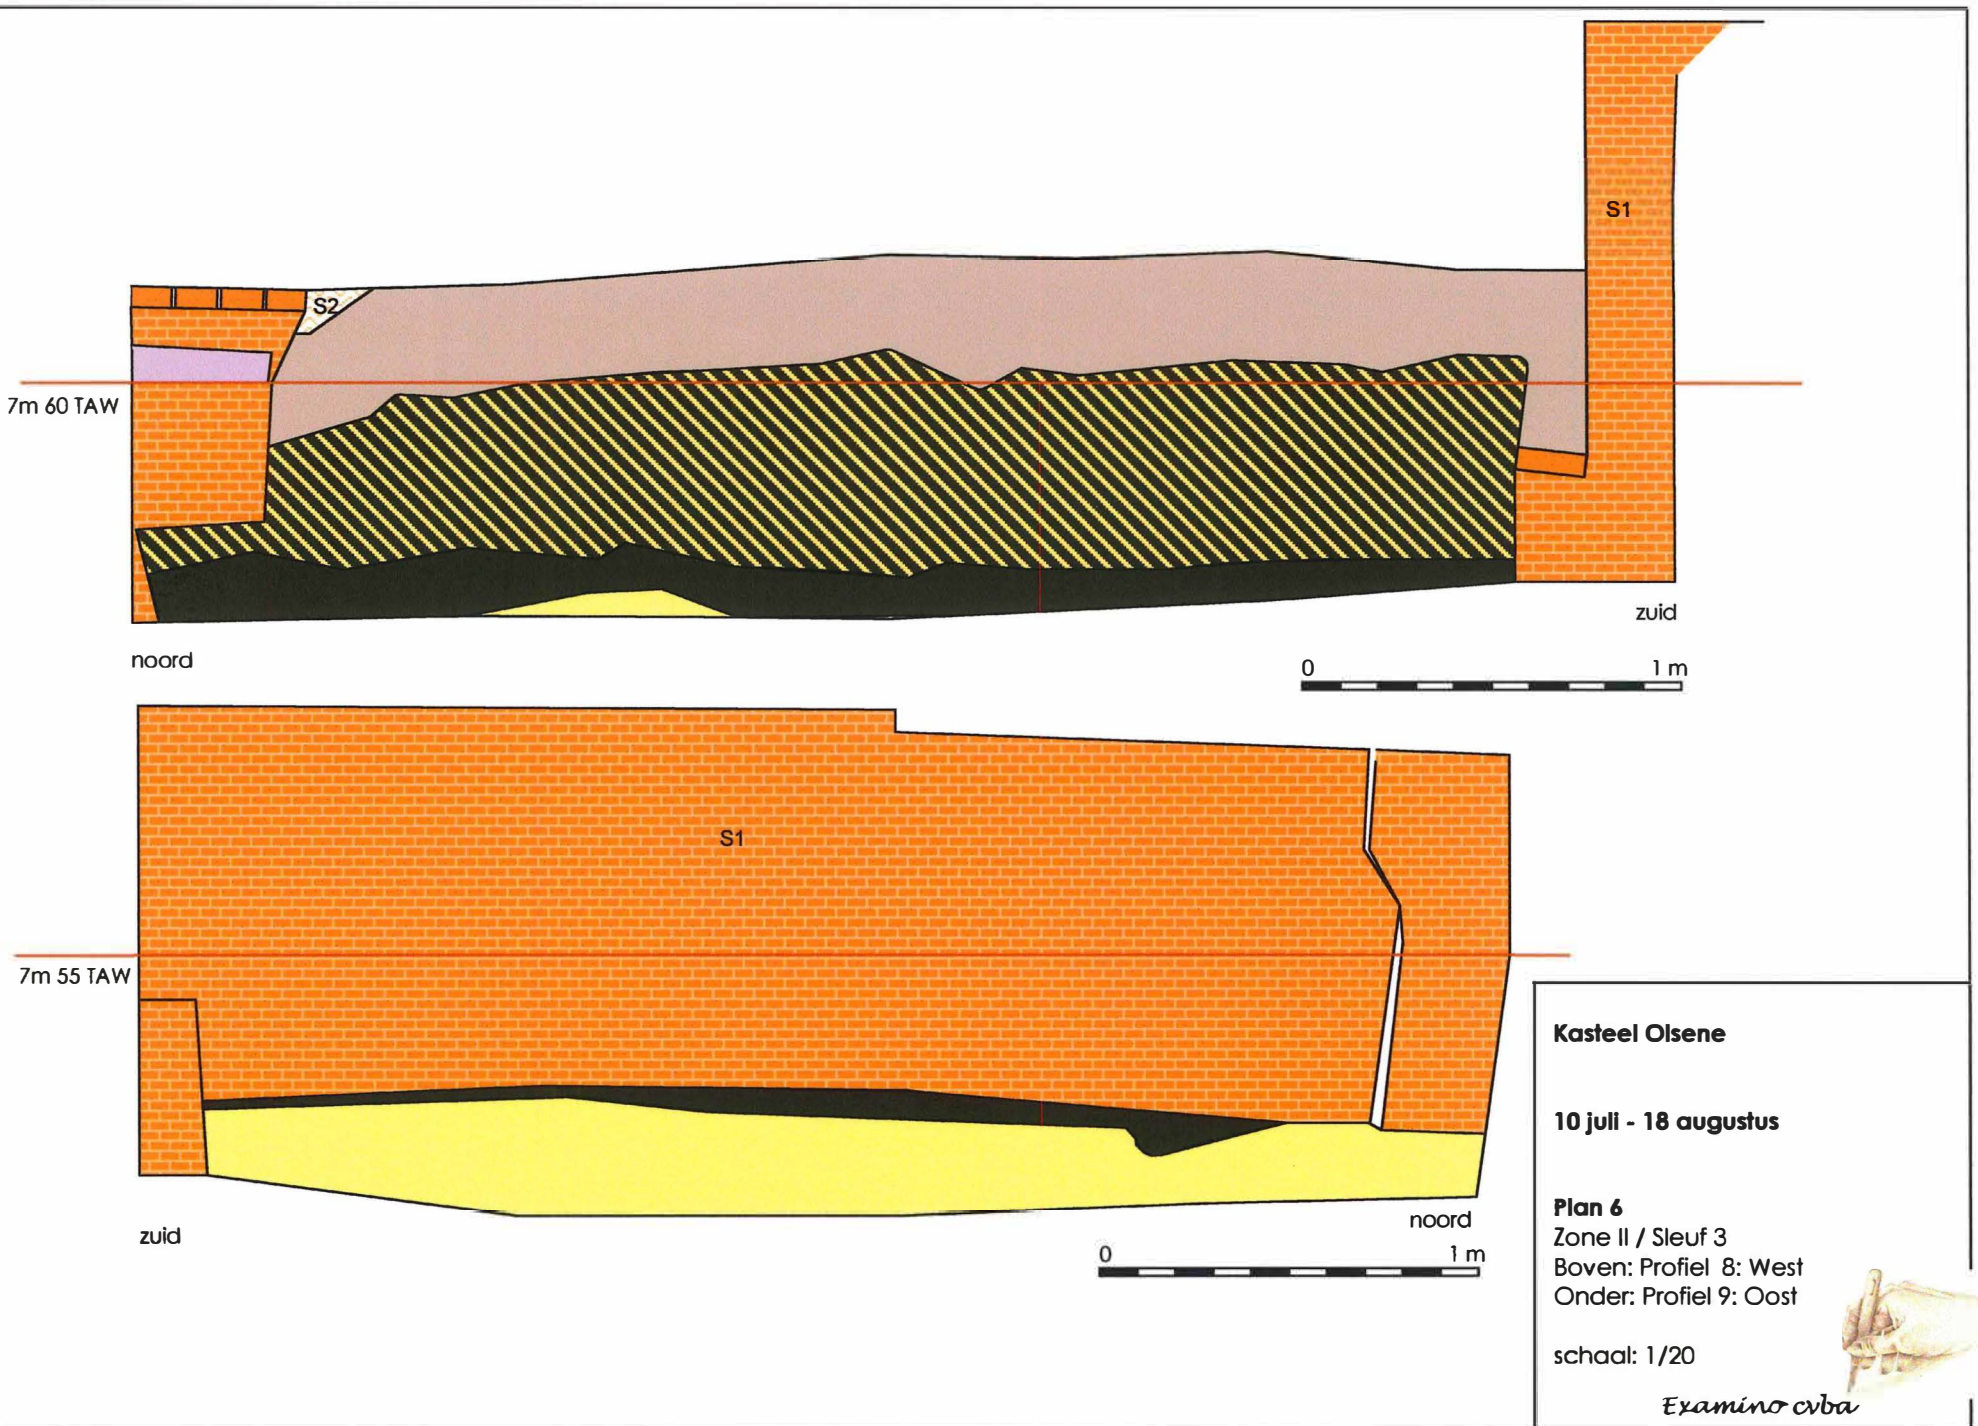 S1
S2
7m 60 TAW
zuid
noord
0 1 m
S1
7m 55 TAW
zuid
noord
0 1 m
Kasteel Olsene
10 juli - 18 augustus
Plan 6
Zone II / Sleuf 3
Boven: Profiel 8: West
Onder: Profiel 9: Oost
schaal: 1/20
Examino cvba